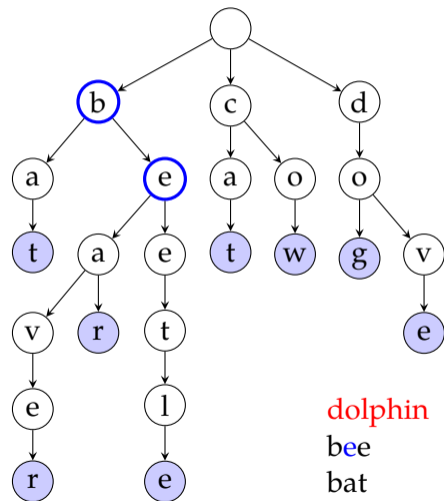 b c d
a e a o o
t a e t w g v
v r t e
e l
r e
dolphin
bee
bat